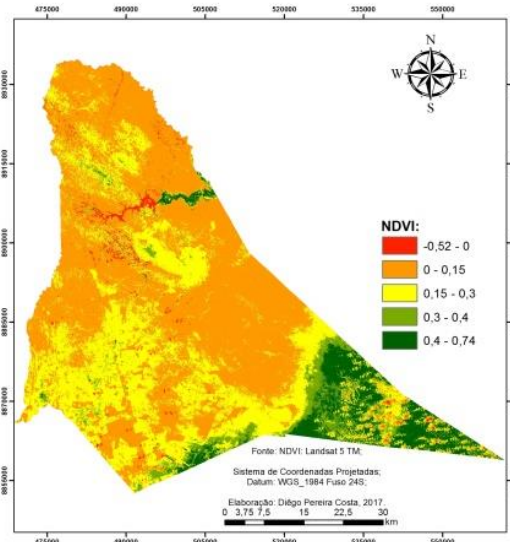 475000 490000 505000 520000 535000 550000
N
W E
S
8930000
8915000
8900000
8885000
8870000
8855000
NDVI:
-0,52 - 0
0 - 0,15
0,15 - 0,3
0,3 - 0,4
0,4 - 0,74
Fonte: NDVI: Landsat 5 TM;
Sistema de Coordenadas Projetadas;
Datum: WGS_1984 Fuso 24S;
Elaboração: Diêgo Pereira Costa, 2017.
0 3,75 7,5 15 22,5 30
km
475000 490000 505000 520000 535000 550000